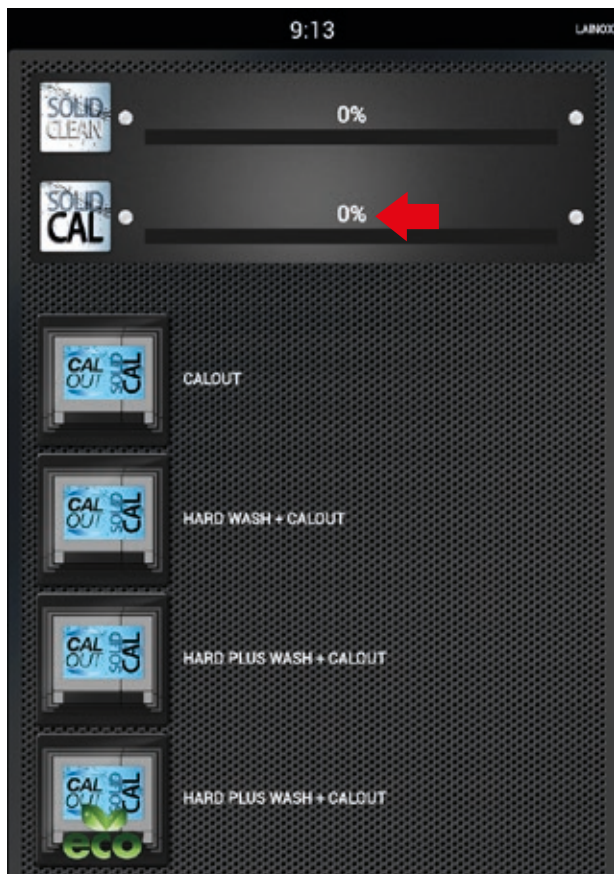 9:13
LAINOX
SOLID
CLEAN
0%
SOLID
CAL
0%
CAL
OUT
SOLID
CAL
CALOUT
CAL
OUT
SOLID
CAL
HARD WASH + CALOUT
CAL
OUT
SOLID
CAL
HARD PLUS WASH + CALOUT
CAL
OUT
SOLID
CAL
eco
HARD PLUS WASH + CALOUT